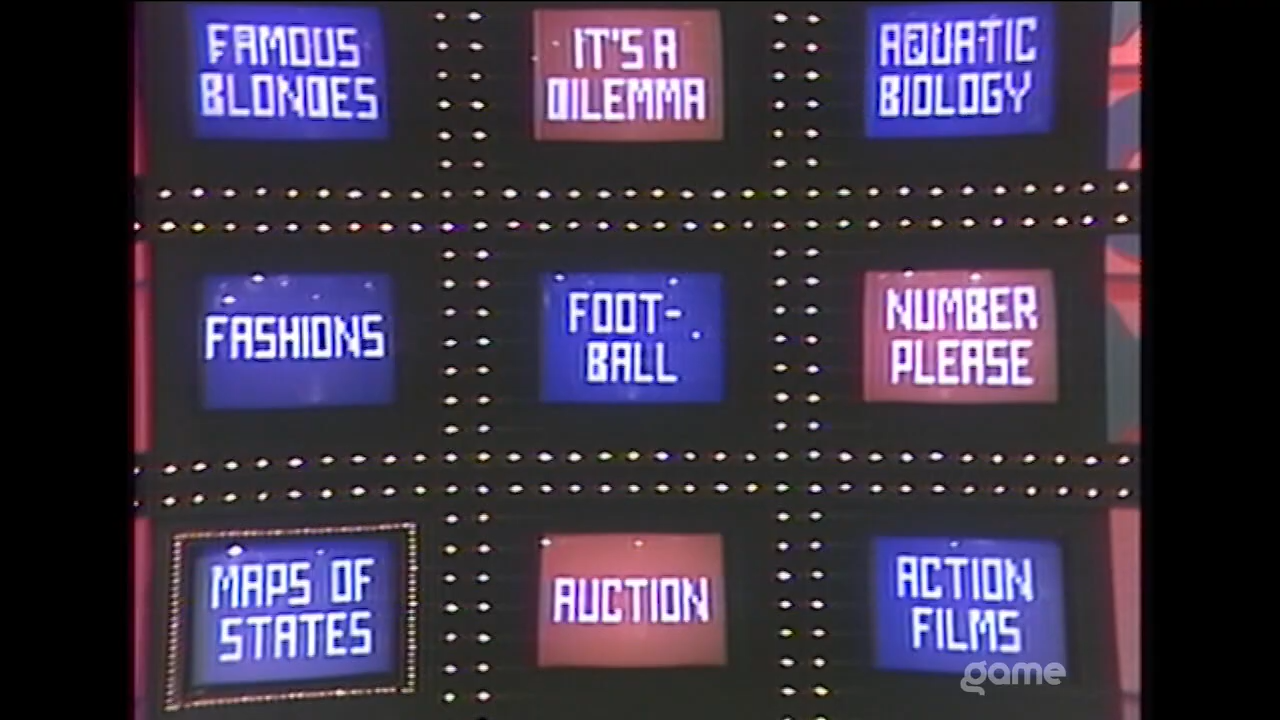 FAMOUS
BLONDES
IT'S A
DILEMMA
AQUATIC
BIOLOGY
FASHIONS
FOOT-
BALL
NUMBER
PLEASE
MAPS OF
STATES
AUCTION
ACTION
FILMS
game